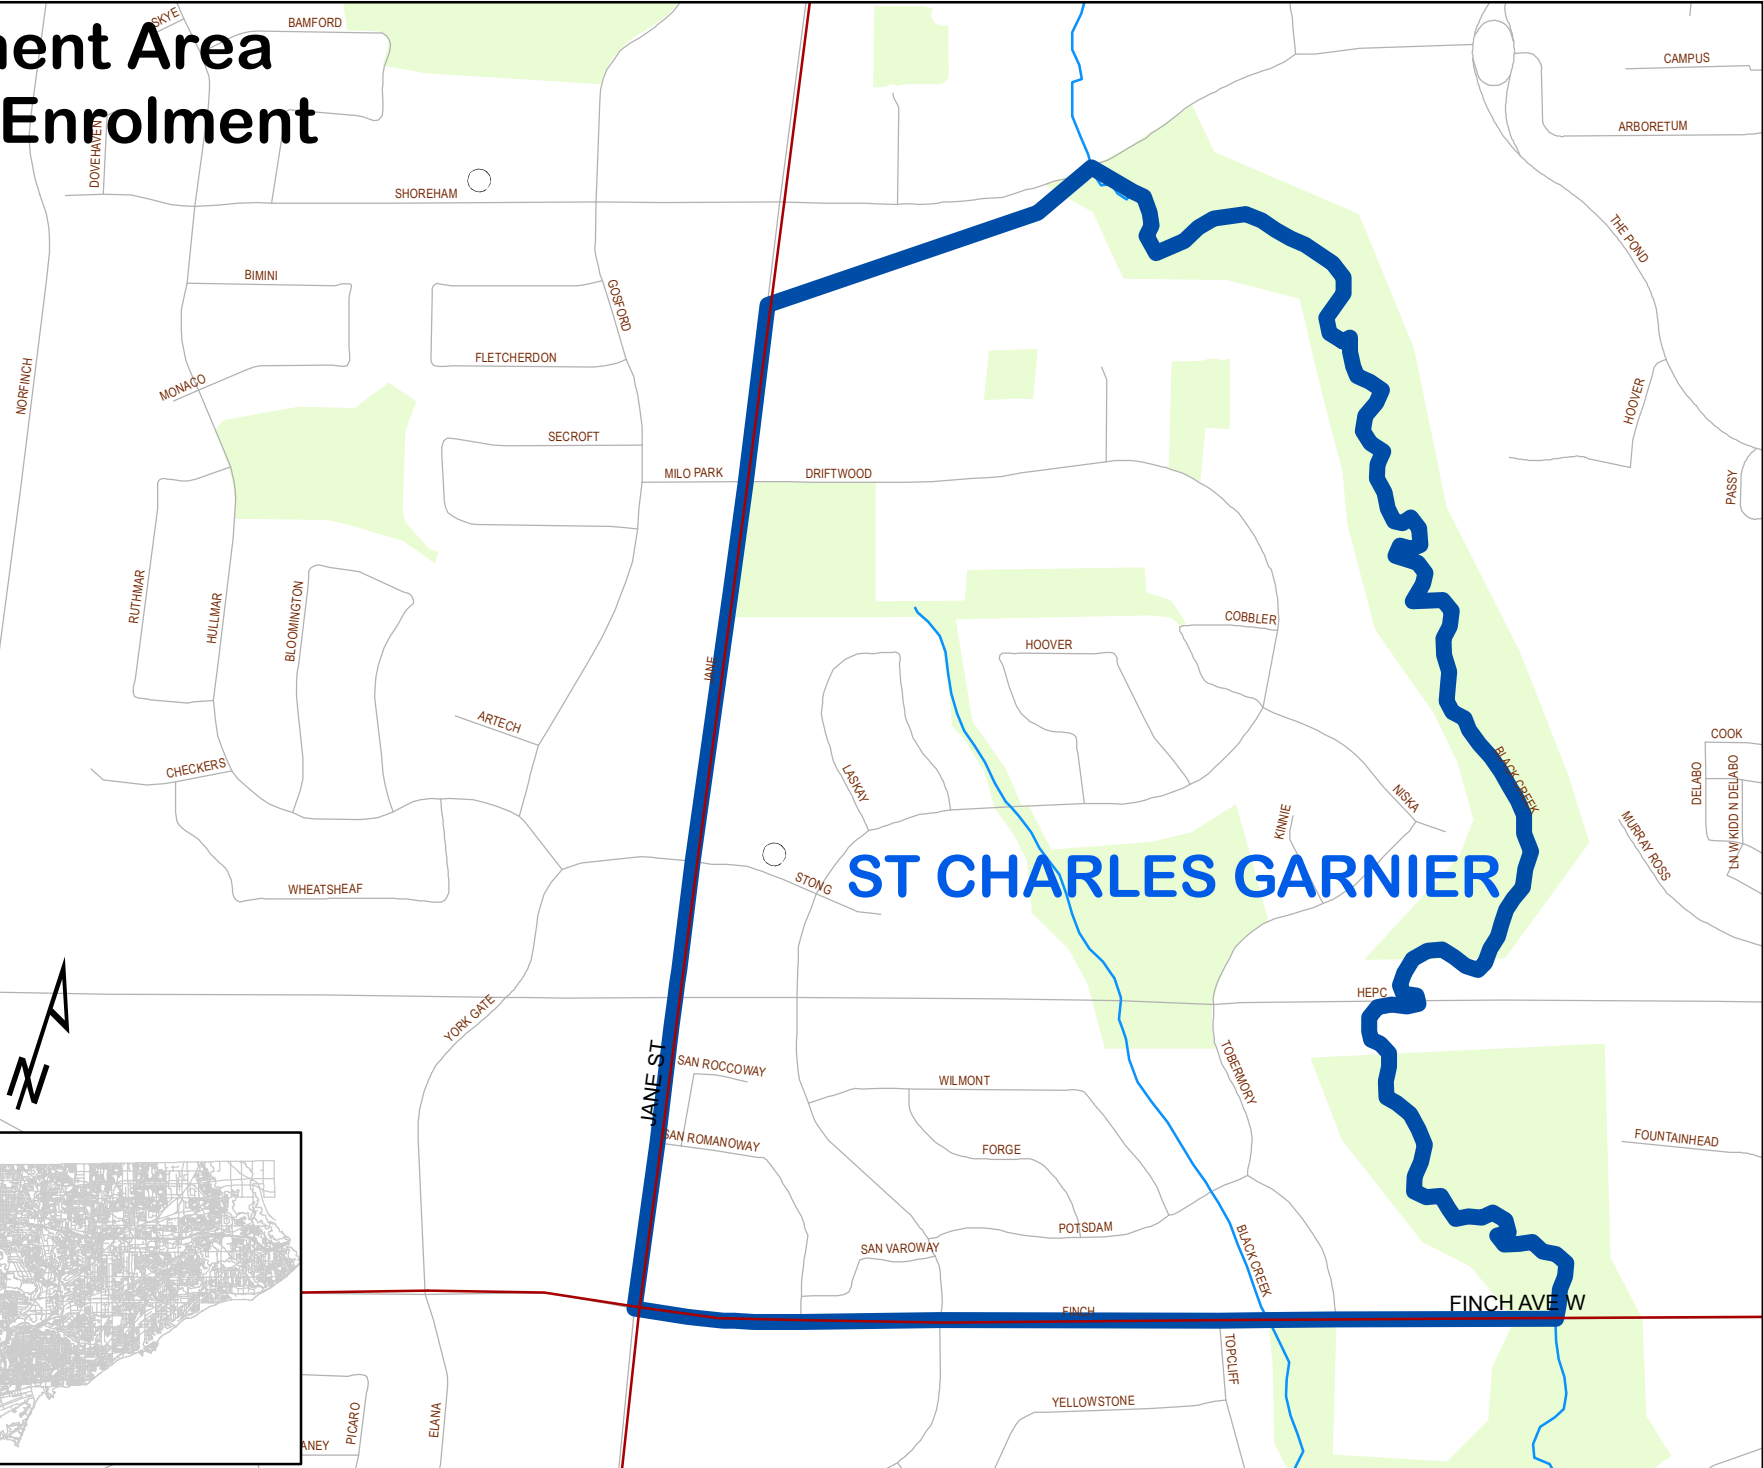 SKYE
BAMFORD
ent Area
Enrolment
CAMPUS
ARBORETUM
DOVEHAVEN
SHOREHAM
THE POND
BIMINI
GOSFORD
FLETCHERDON
NORFINCH
MONACO
HOOVER
SECROFT
MILO PARK
DRIFTWOOD
PASSY
RUTHMAR
HULLMAR
BLOOMINGTON
COBBLER
HOOVER
JANE
ARTECH
COOK
CHECKERS
LASKAY
BLACK CREEK
DELABO
LN W KIDD N DELABO
NISKA
KINNIE
MURRAY ROSS
ST CHARLES GARNIER
STONG
WHEATSHEAF
HEPC
YORK GATE
N
JANE ST
SAN ROCCOWAY
WILMONT
TOBERMORY
SAN ROMANOWAY
FORGE
FOUNTAINHEAD
POTSDAM
SAN VAROWAY
BLACK CREEK
FINCH
FINCH AVE W
TOPCLIFF
YELLOWSTONE
PICARO
ELANA
ANEY